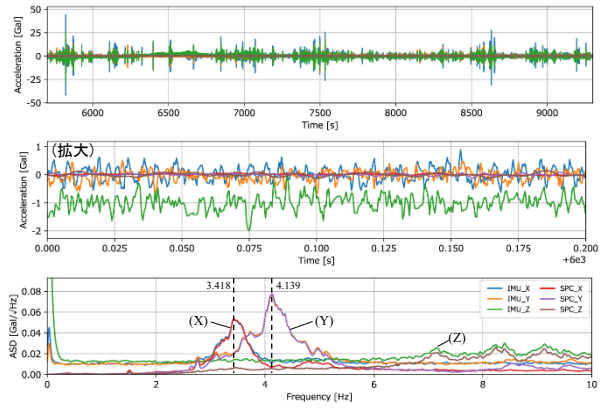 50
25
0
25
50
Acceleration [Gal]
6000 6500 7000 7500 8000 8500 9000
Time [s]
(拡大)
1
0
-1
-2
Acceleration [Gal]
0.000 0.025 0.050 0.075 0.100 0.125 0.150 0.175 0.200
Time [s]
+6e3
3.418 4.139
0.08
0.06
0.04
0.02
0.00
ASD [Gal/√Hz]
(X) (Y) (Z)
IMU_X SPC_X
IMU_Y SPC_Y
IMU_Z SPC_Z
0 2 4 6 8 10
Frequency [Hz]